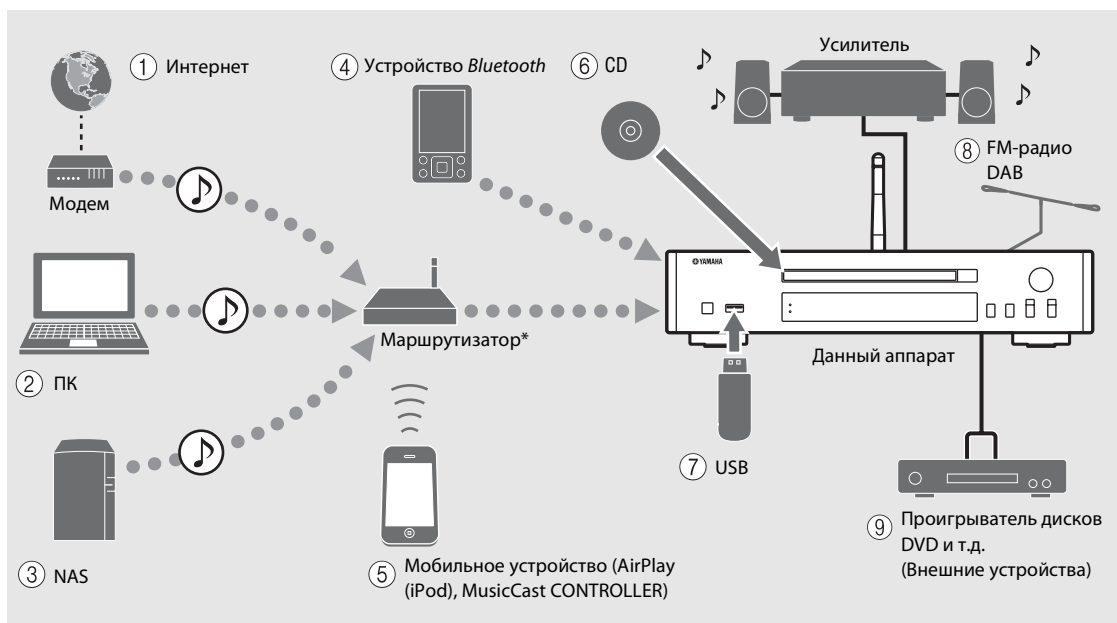 ① Интернет
④ Устройство Bluetooth
⑥ CD
Усилитель
⑧ FM-радио
DAB
Модем
YAMAHA
Маршрутизатор*
Данный аппарат
② ПК
⑦ USB
③ NAS
⑤ Мобильное устройство (AirPlay
(iPod), MusicCast CONTROLLER)
⑨ Проигрыватель дисков
DVD и т.д.
(Внешние устройства)